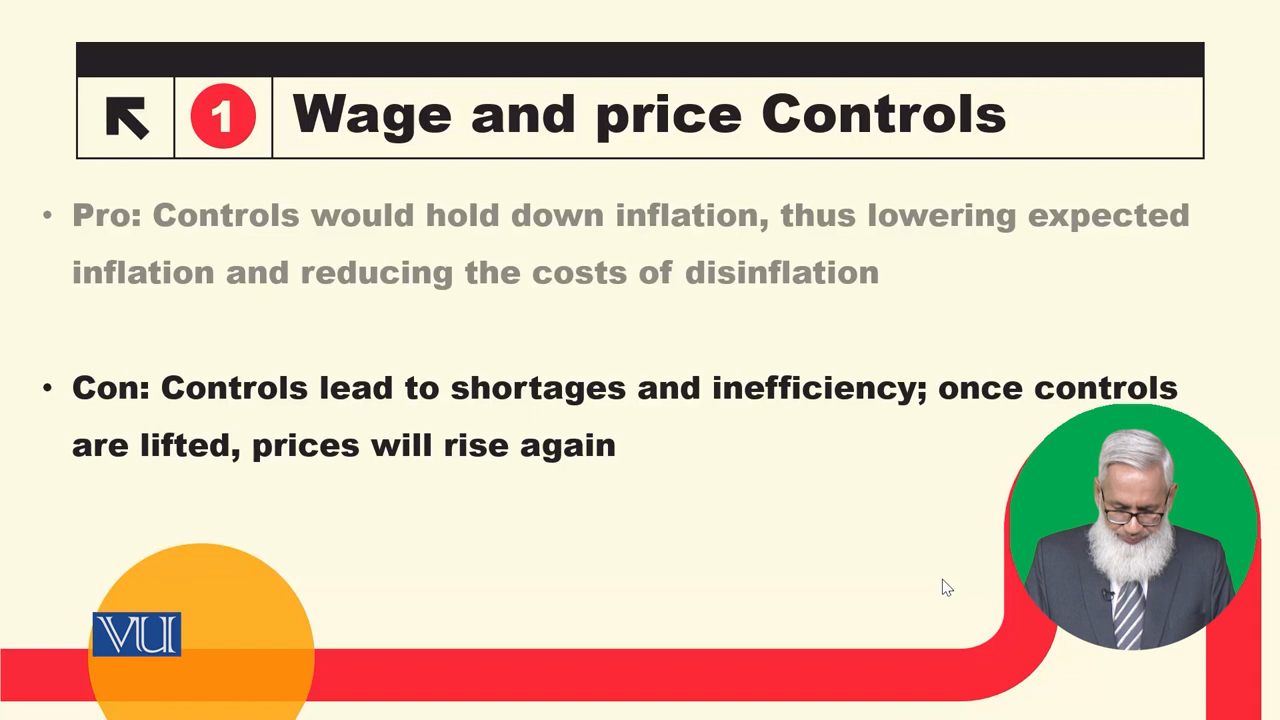 1 Wage and price Controls
• Pro: Controls would hold down inflation, thus lowering expected
inflation and reducing the costs of disinflation
• Con: Controls lead to shortages and inefficiency; once controls
are lifted, prices will rise again
VU